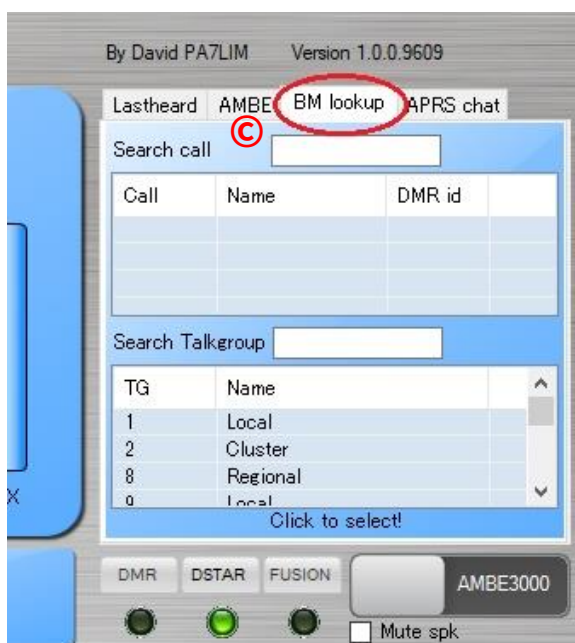 By David PA7LIM Version 1.0.0.9609
Lastheard AMBE BM lookup APRS chat
©
Search call
Call Name DMR id
Search Talkgroup
TG Name
1 Local
2 Cluster
8 Regional
9 Local
Click to select!
X
DMR DSTAR FUSION AMBE3000
Mute spk